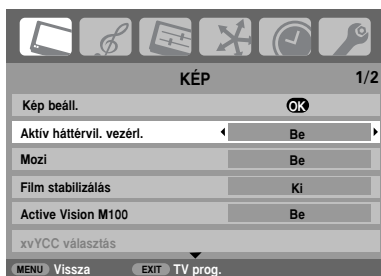 KÉP 1/2
Kép beáll. OK
Aktív háttérvil. vezérl. Be
Mozi Be
Film stabilizálás Ki
Active Vision M100 Be
xvYCC választás
MENU Vissza EXIT TV prog.